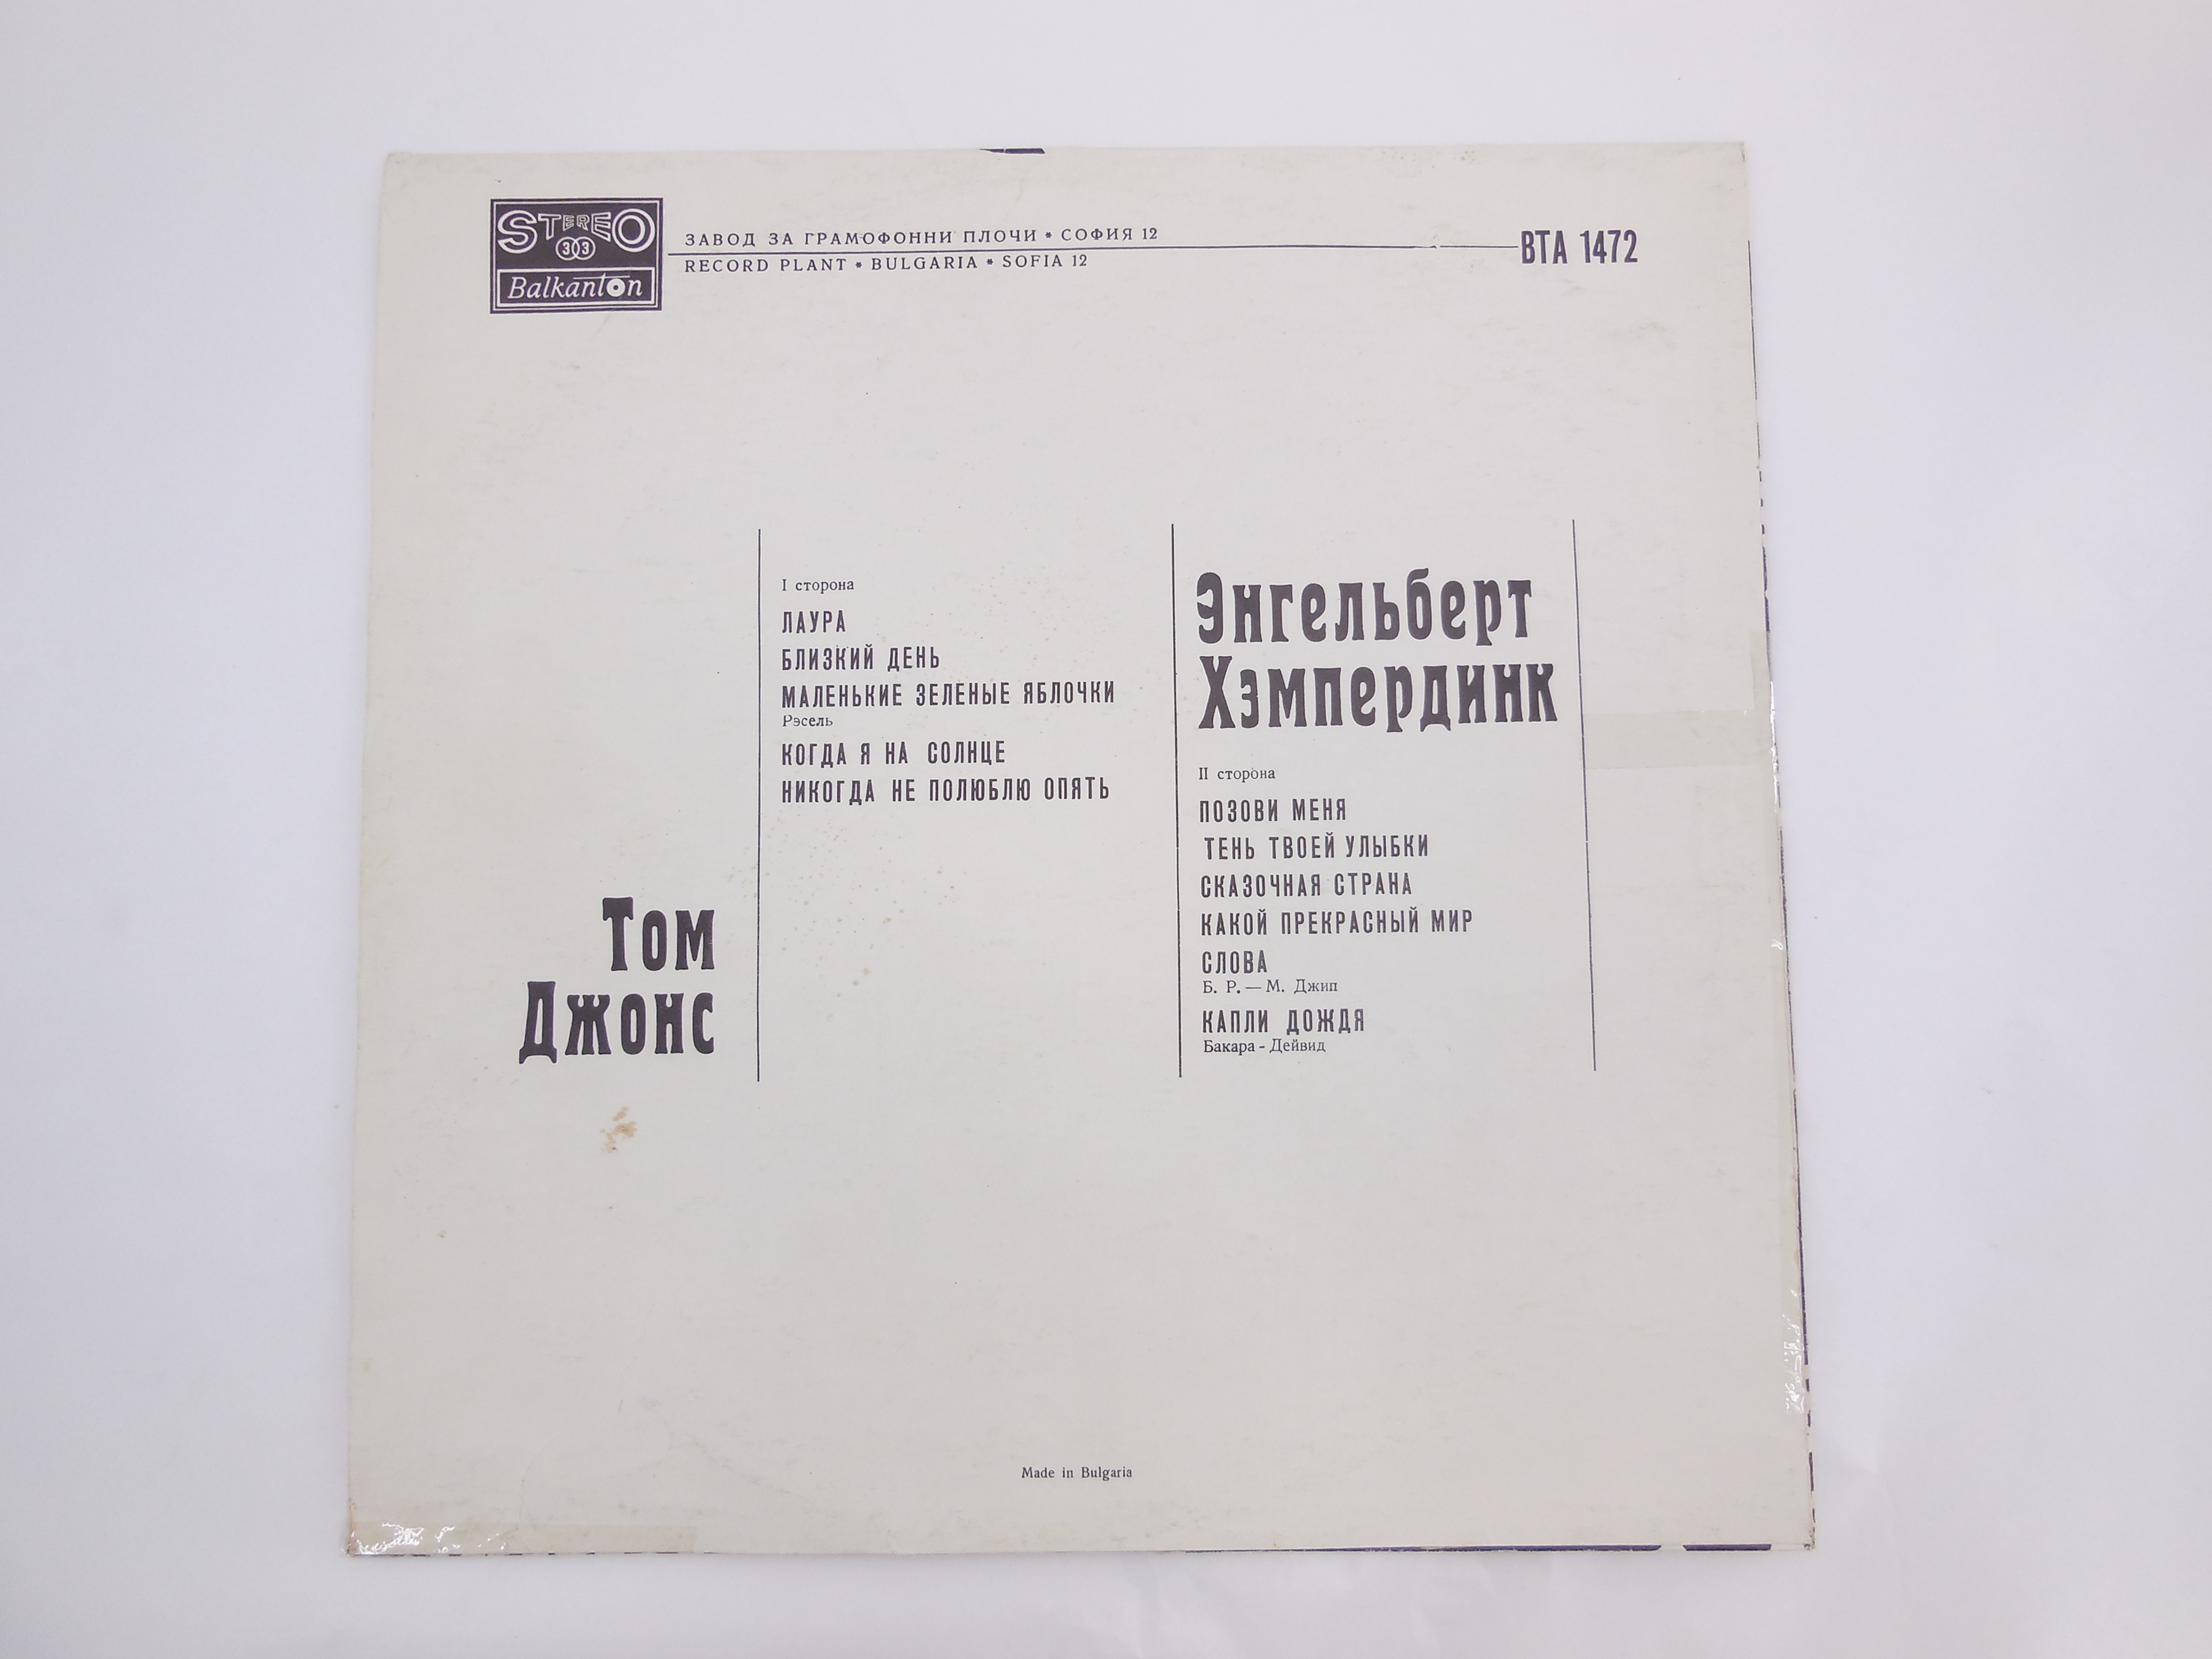 STEREO
33
Balkanton
ЗАВОД ЗА ГРАМОФОННИ ПЛОЧИ * СОФИЯ 12
RECORD PLANT * BULGARIA * SOFIA 12
ВТА 1472
Том
Джонс
I сторона
ЛАУРА
БЛИЗКИЙ ДЕНЬ
МАЛЕНЬКИЕ ЗЕЛЕНЫЕ ЯБЛОЧКИ
Рэсель
КОГДА Я НА СОЛНЦЕ
НИКОГДА НЕ ПОЛЮБЛЮ ОПЯТЬ
Энгельберт
Хэмпердинк
II сторона
ПОЗОВИ МЕНЯ
ТЕНЬ ТВОЕЙ УЛЫБКИ
СКАЗОЧНАЯ СТРАНА
КАКОЙ ПРЕКРАСНЫЙ МИР
СЛОВА
Б. Р. — М. Джип
КАПЛИ ДОЖДЯ
Бакара - Дейвид
Made in Bulgaria